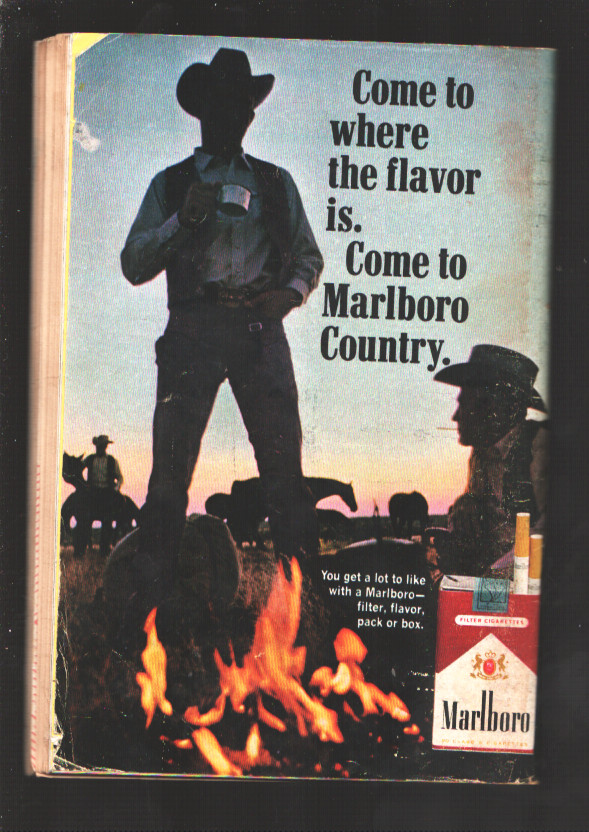 Come to
where
the flavor
is.
Come to
Marlboro
Country.
You get a lot to like
with a Marlboro—
filter, flavor,
pack or box.
FILTER CIGARETTES
Marlboro